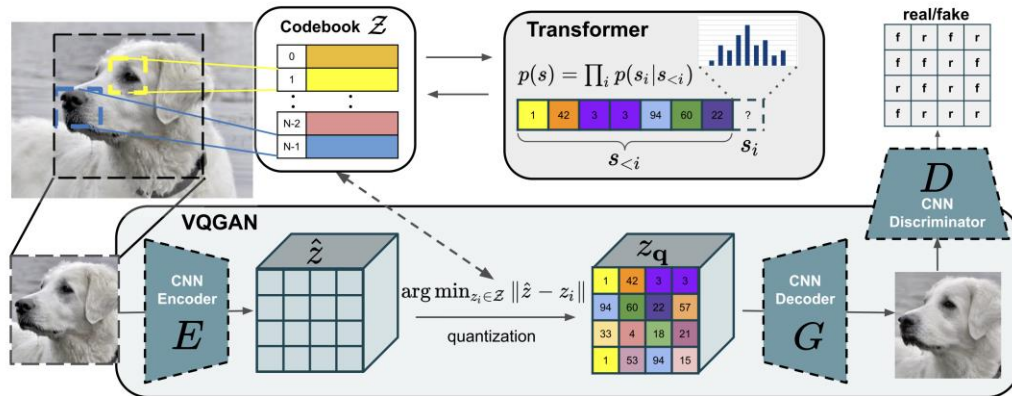 Codebook 𝒵
0
1
⋮ ⋮
N-2
N-1
Transformer
p(s) = ∏ᵢ p(sᵢ|s<ᵢ)
1 42 3 3 94 60 22 ?
s<ᵢ sᵢ
real/fake
f r f r
f f r r
r f f f
f r r r
D
CNN
Discriminator
VQGAN
CNN
Encoder
E
ẑ
arg min_{zᵢ∈𝒵} ‖ẑ − zᵢ‖
quantization
z_q
1 42 3 3
94 60 22 57
33 4 18 21
1 53 94 15
CNN
Decoder
G